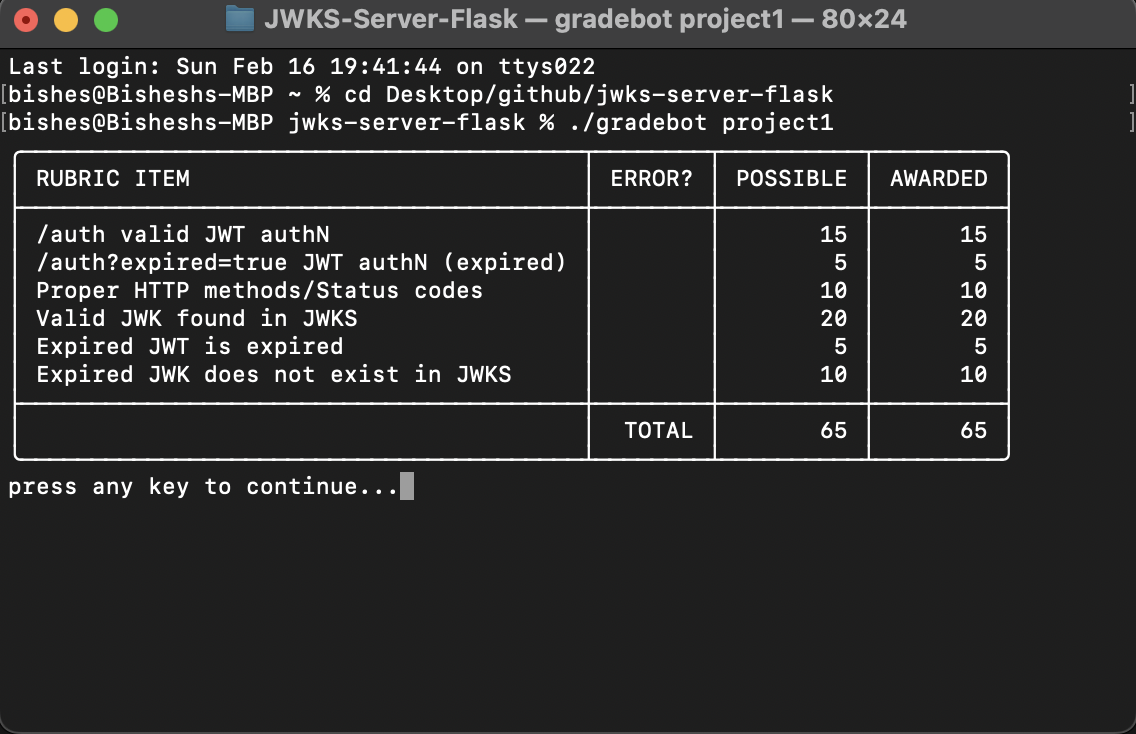 JWKS-Server-Flask — gradebot project1 — 80×24
Last login: Sun Feb 16 19:41:44 on ttys022
[bishes@Bisheshs-MBP ~ % cd Desktop/github/jwks-server-flask ]
[bishes@Bisheshs-MBP jwks-server-flask % ./gradebot project1 ]
RUBRIC ITEM ERROR? POSSIBLE AWARDED
/auth valid JWT authN 15 15
/auth?expired=true JWT authN (expired) 5 5
Proper HTTP methods/Status codes 10 10
Valid JWK found in JWKS 20 20
Expired JWT is expired 5 5
Expired JWK does not exist in JWKS 10 10
TOTAL 65 65
press any key to continue...